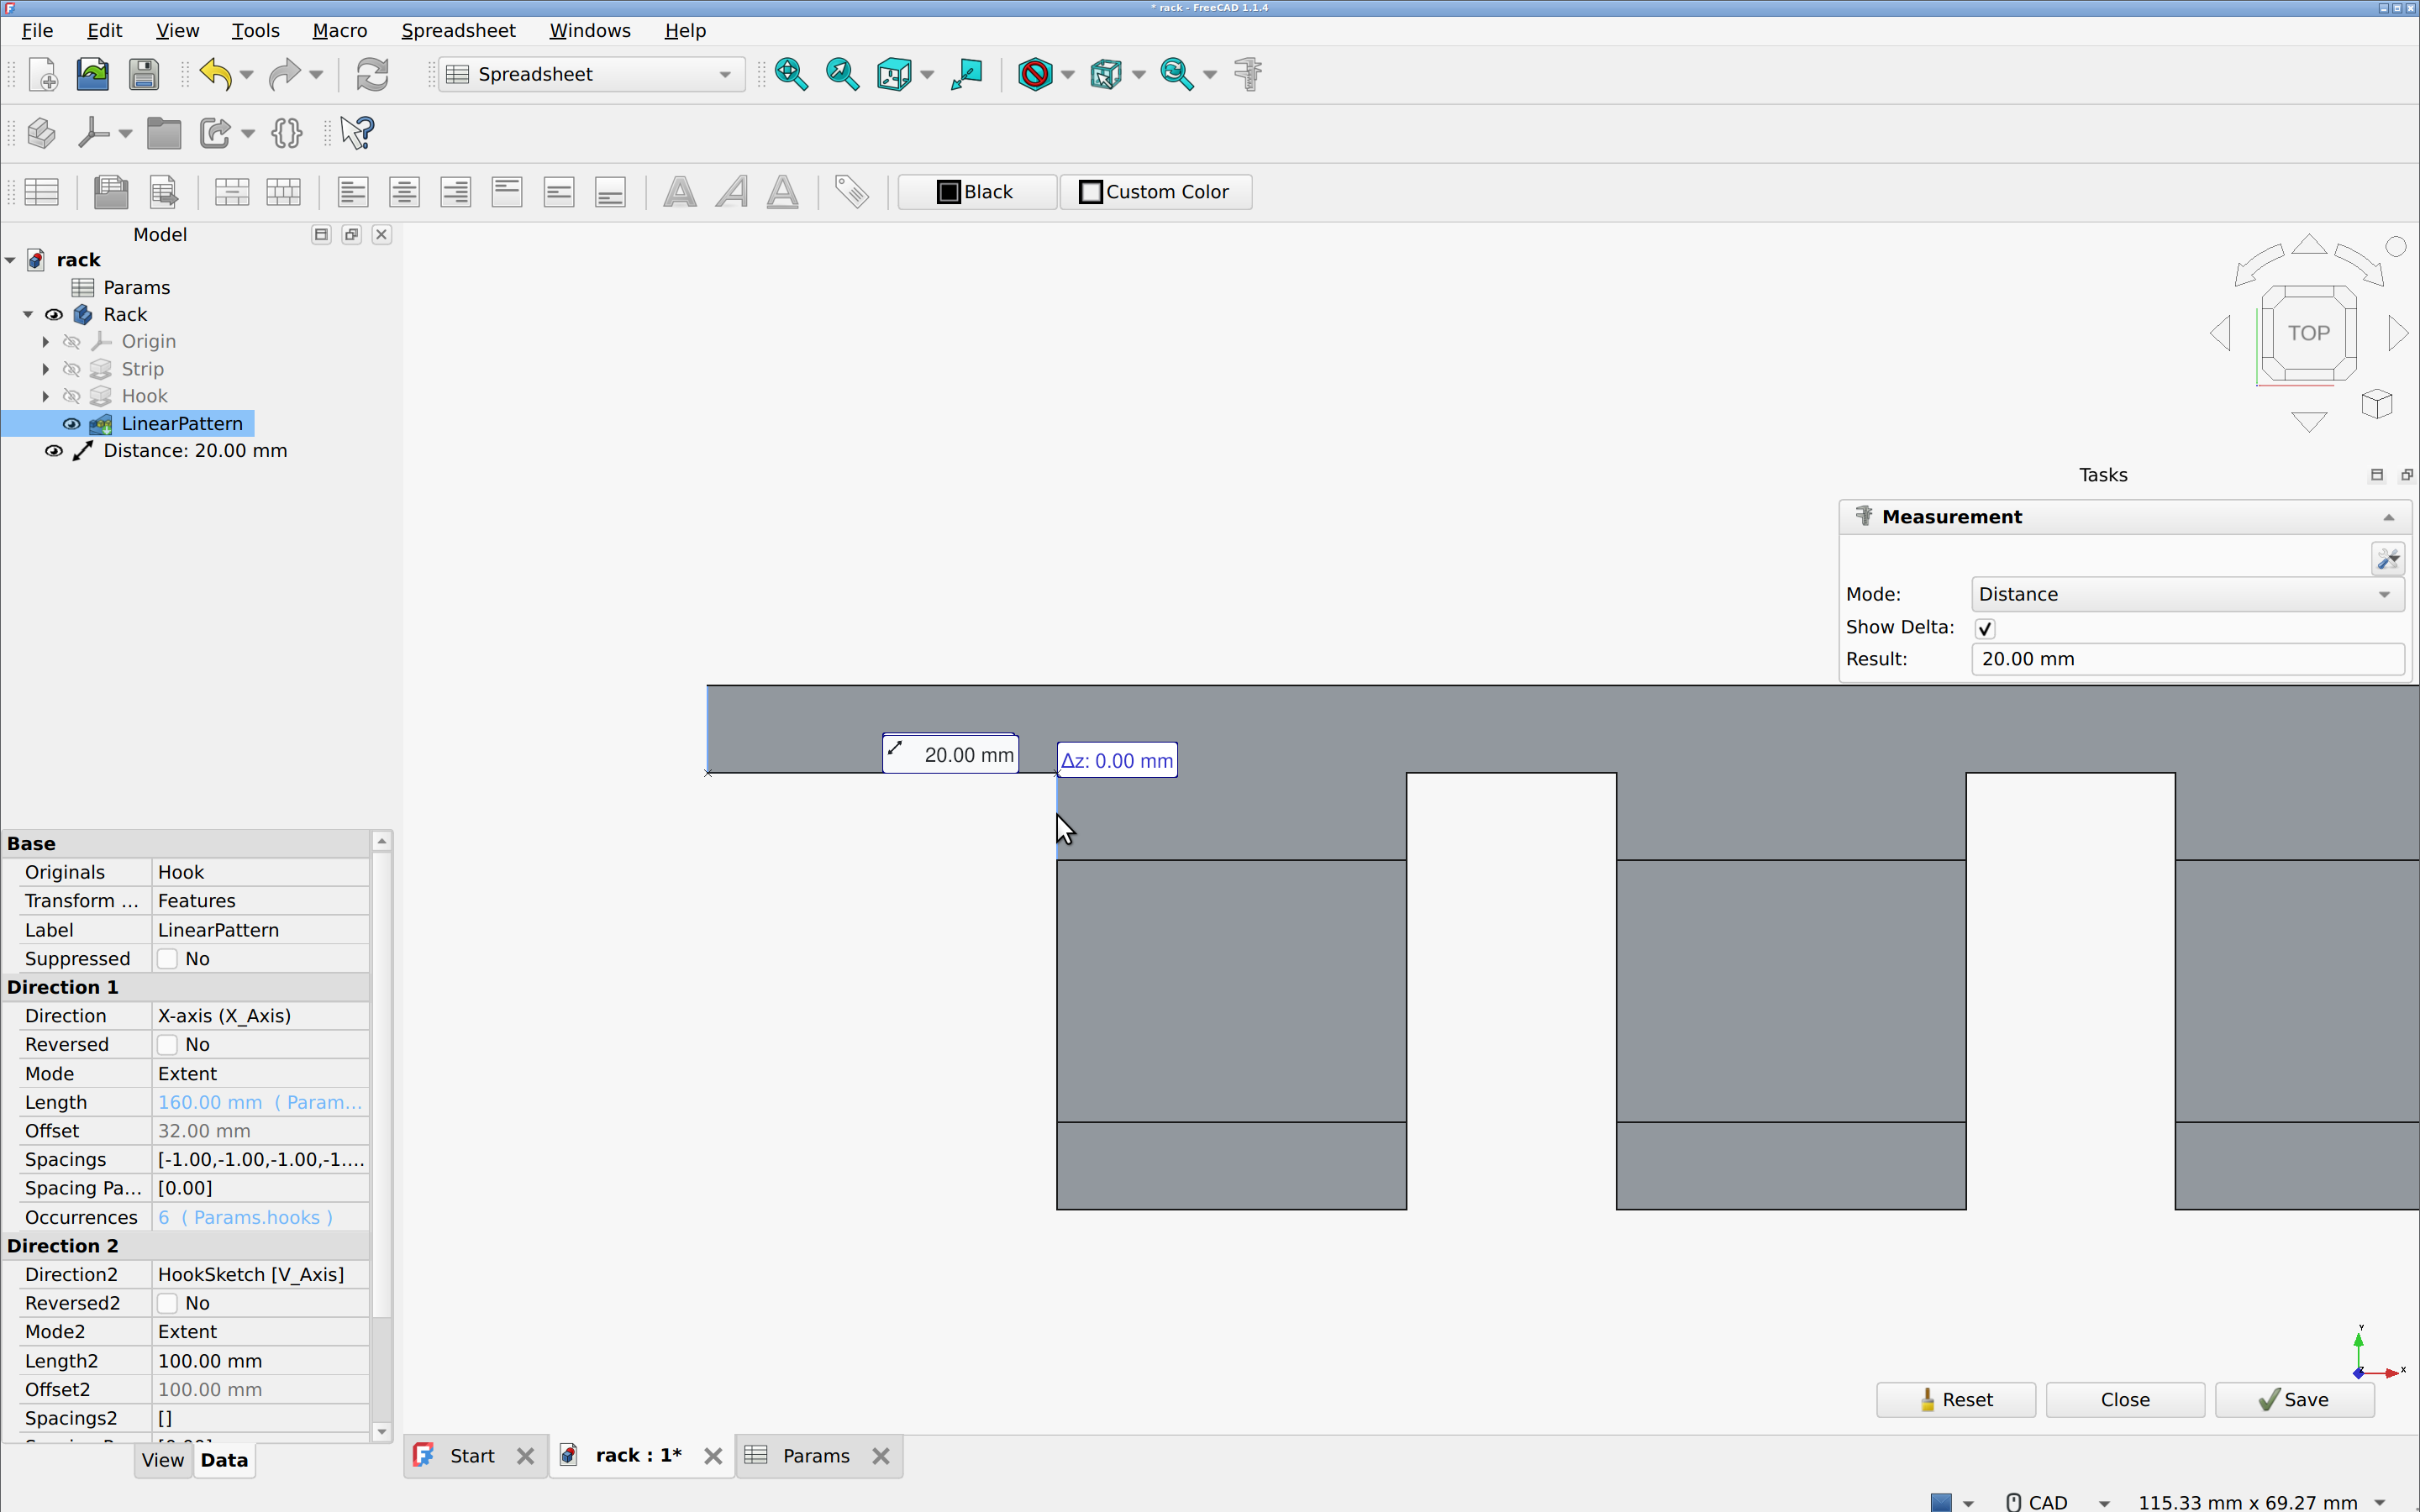 * rack - FreeCAD 1.1.4
File Edit View Tools Macro Spreadsheet Windows Help
Spreadsheet
Black
Custom Color
Model
rack
Params
Rack
Origin
Strip
Hook
LinearPattern
Distance: 20.00 mm
TOP
Tasks
Measurement
Mode: Distance
Show Delta:
Result: 20.00 mm
20.00 mm
Δz: 0.00 mm
Base
Originals Hook
Transform ... Features
Label LinearPattern
Suppressed No
Direction 1
Direction X-axis (X_Axis)
Reversed No
Mode Extent
Length 160.00 mm ( Param...
Offset 32.00 mm
Spacings [-1.00,-1.00,-1.00,-1....
Spacing Pa... [0.00]
Occurrences 6 ( Params.hooks )
Direction 2
Direction2 HookSketch [V_Axis]
Reversed2 No
Mode2 Extent
Length2 100.00 mm
Offset2 100.00 mm
Spacings2 []
Y
X
Reset
Close
Save
View
Data
Start
rack : 1*
Params
CAD
115.33 mm x 69.27 mm